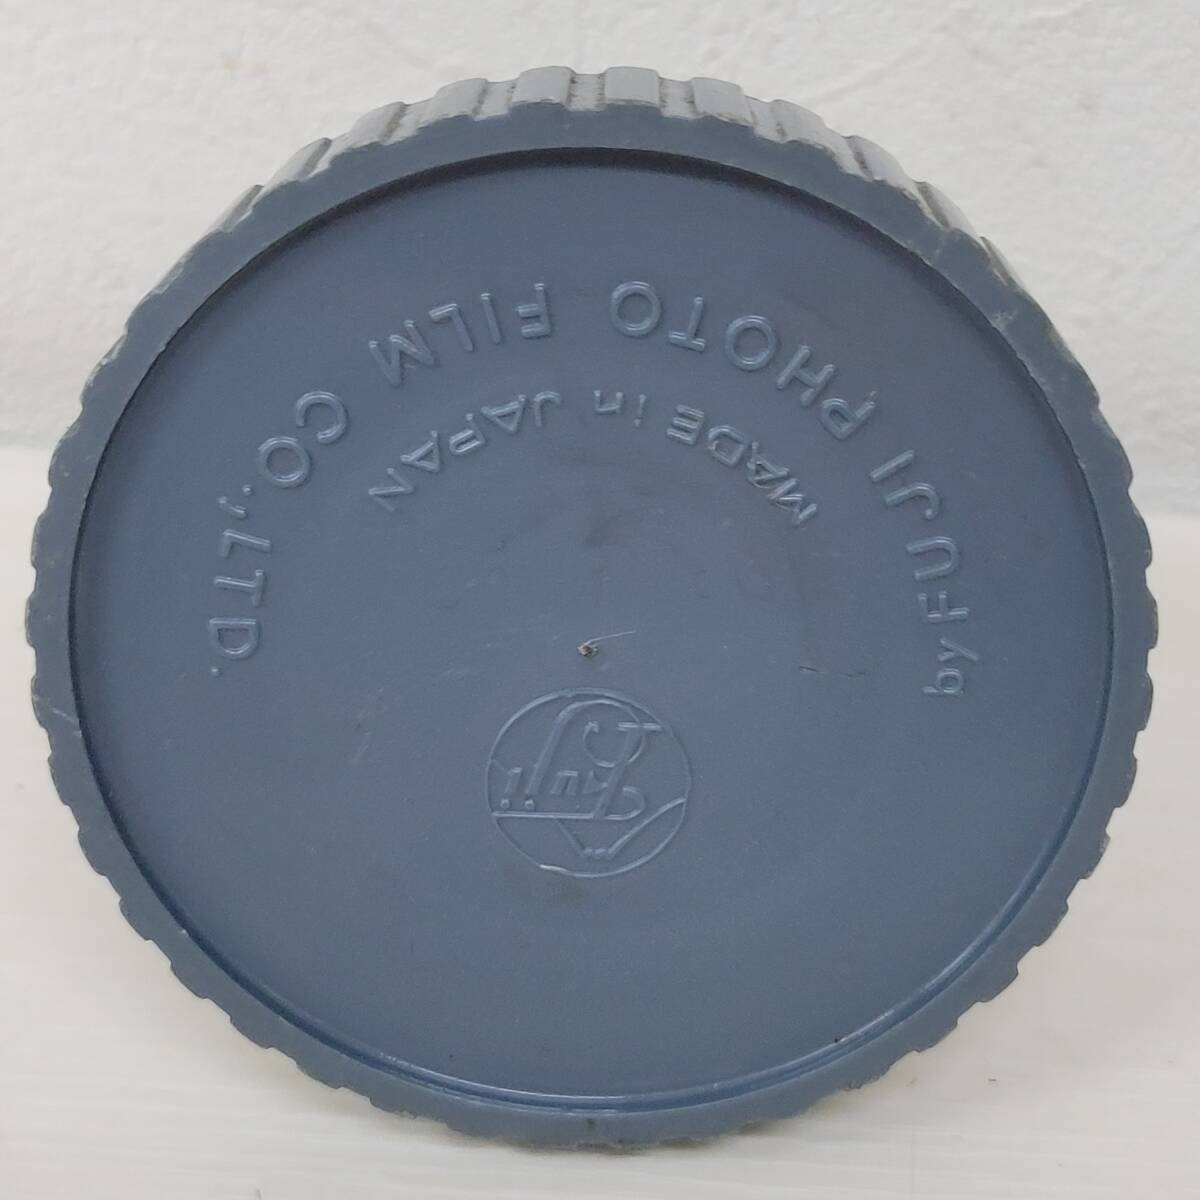 by FUJI PHOTO FILM CO.,LTD.
MADE in JAPAN
Fuji